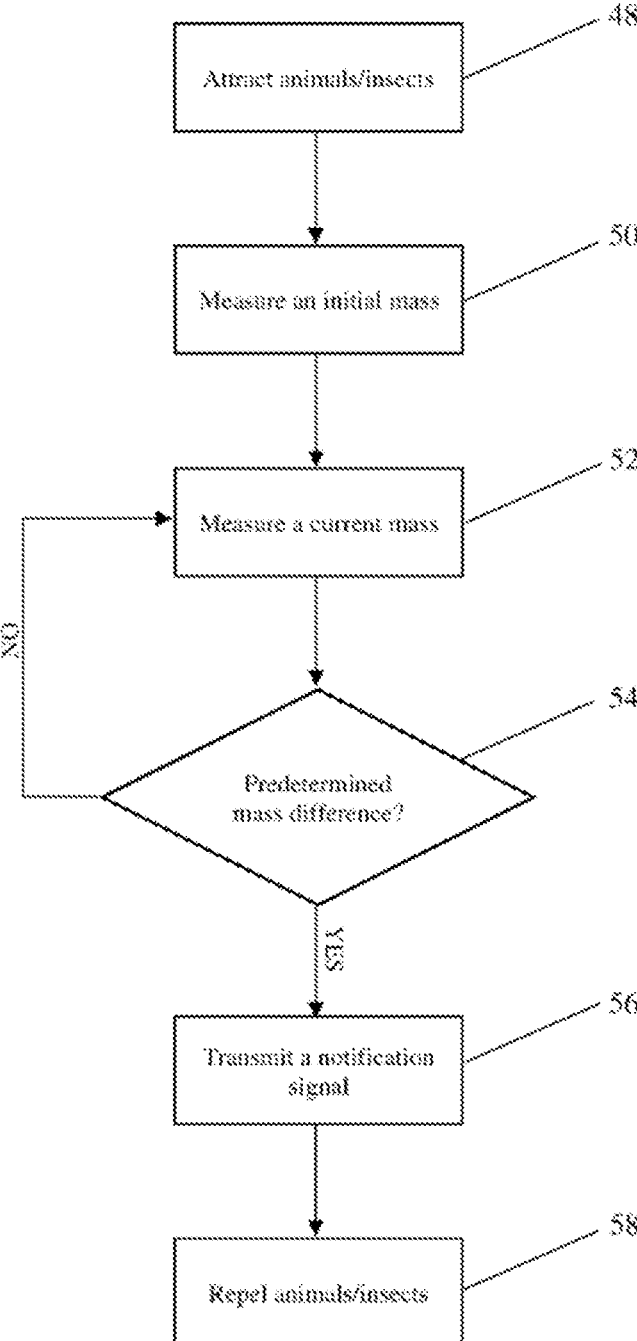 48
Attract animals/insects
50
Measure an initial mass
52
Measure a current mass
NO
54
Predetermined
mass difference?
YES
56
Transmit a notification
signal
58
Repel animals/insects